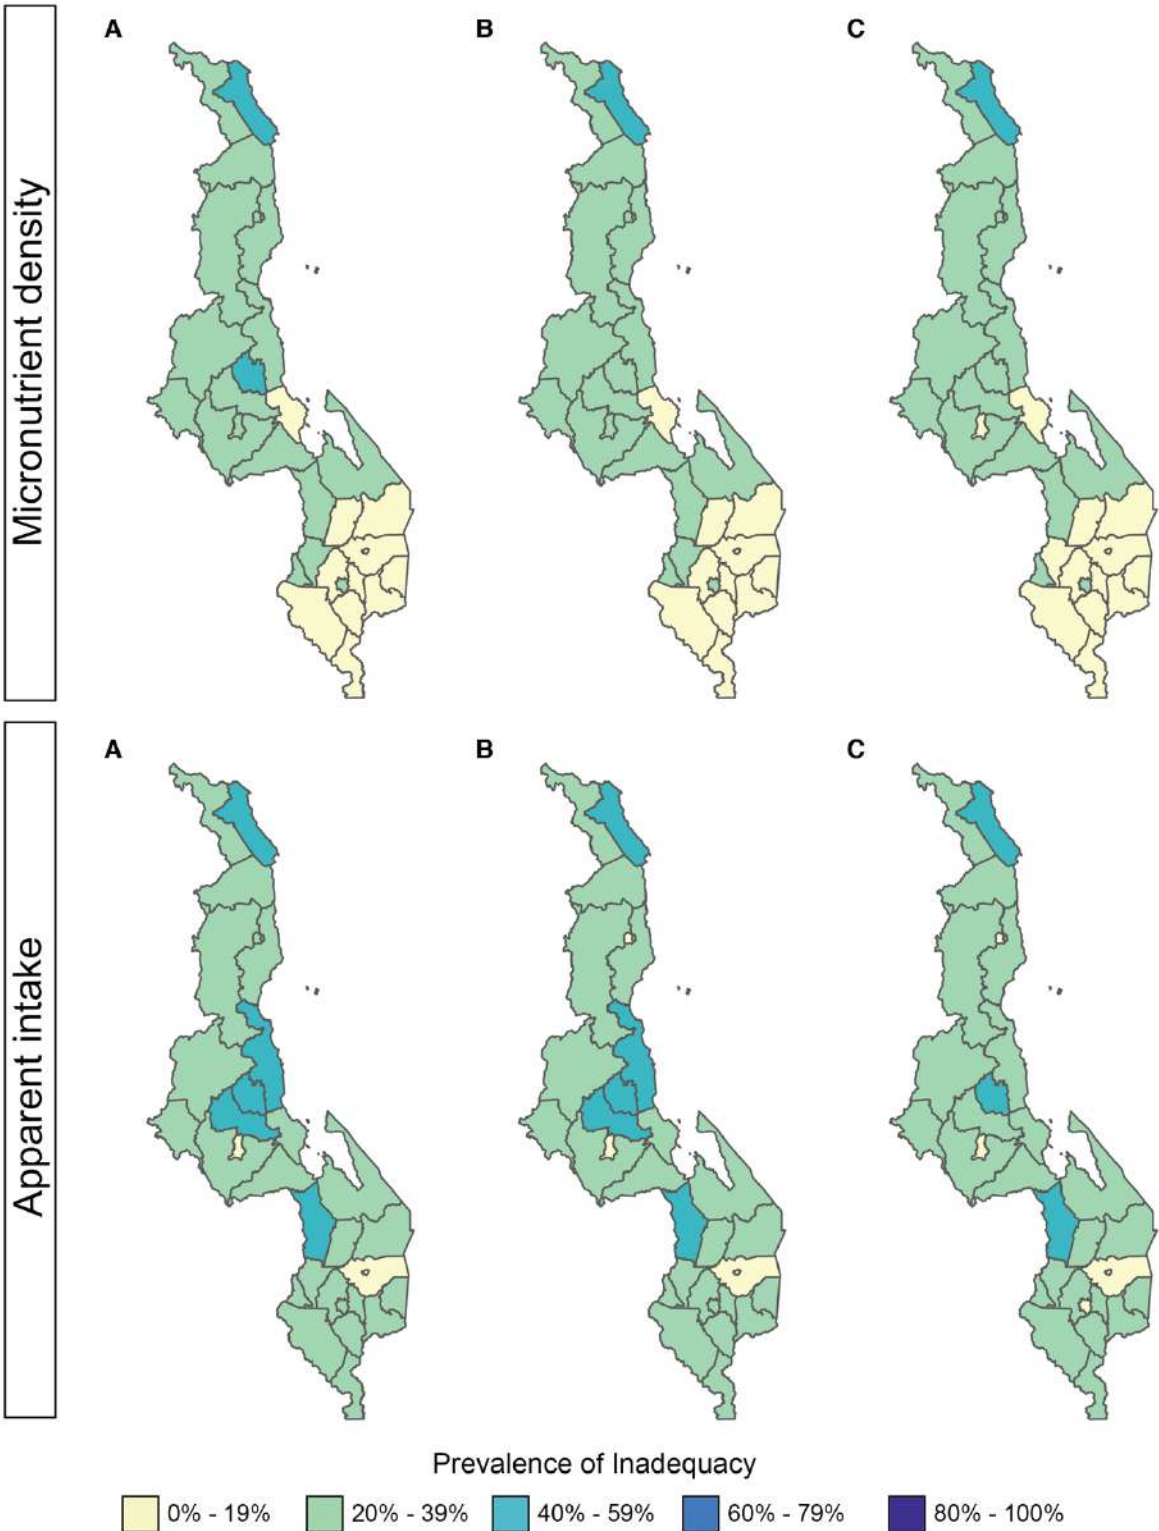 Micronutrient density
A B C
Apparent intake
A B C
Prevalence of Inadequacy
0% - 19% 20% - 39% 40% - 59% 60% - 79% 80% - 100%